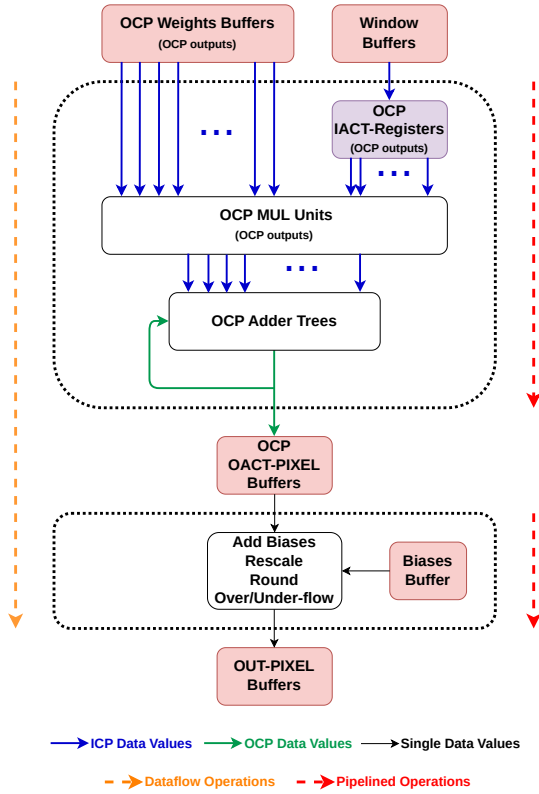 OCP Weights Buffers
(OCP outputs)
Window
Buffers
OCP
IACT-Registers
(OCP outputs)
...
...
OCP MUL Units
(OCP outputs)
...
OCP Adder Trees
OCP
OACT-PIXEL
Buffers
Add Biases
Rescale
Round
Over/Under-flow
Biases
Buffer
OUT-PIXEL
Buffers
ICP Data Values
OCP Data Values
Single Data Values
Dataflow Operations
Pipelined Operations